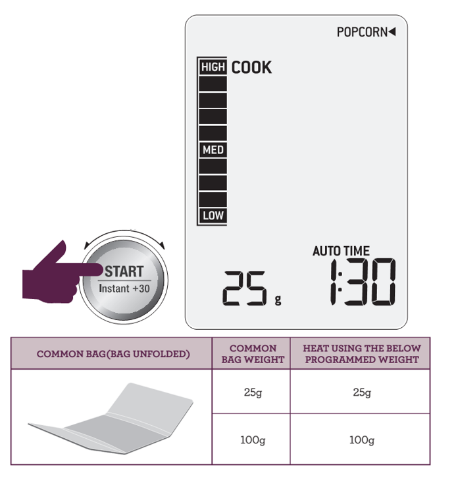 POPCORN◄
HIGH COOK
MED
LOW
AUTO TIME
25 g 1:30
START
Instant +30
COMMON BAG(BAG UNFOLDED)
COMMON
BAG WEIGHT
HEAT USING THE BELOW
PROGRAMMED WEIGHT
25g 25g
100g 100g